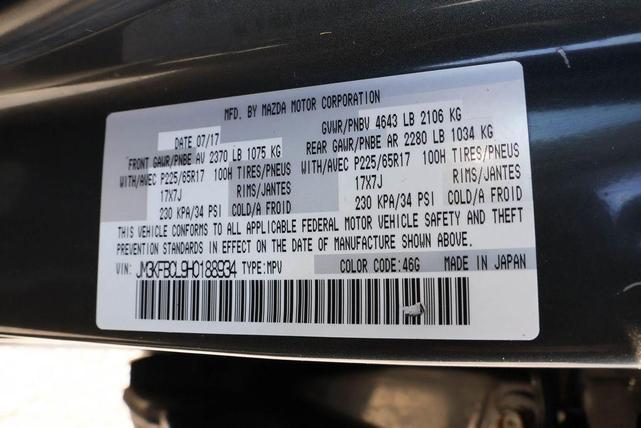 MFD. BY MAZDA MOTOR CORPORATION
DATE 07/17 GVWR/PNBV 4643 LB 2106 KG
FRONT GAWR/PNBE AV 2370 LB 1075 KG REAR GAWR/PNBE AR 2280 LB 1034 KG
WITH/AVEC P225/65R17 100H TIRES/PNEUS WITH/AVEC P225/65R17 100H TIRES/PNEUS
17X7J RIMS/JANTES 17X7J RIMS/JANTES
230 KPA/34 PSI COLD/A FROID 230 KPA/34 PSI COLD/A FROID
THIS VEHICLE CONFORMS TO ALL APPLICABLE FEDERAL MOTOR VEHICLE SAFETY AND THEFT
PREVENTION STANDARDS IN EFFECT ON THE DATE OF MANUFACTURE SHOWN ABOVE.
VIN: JM3KFBCL9H0188934 TYPE:MPV COLOR CODE:46G MADE IN JAPAN